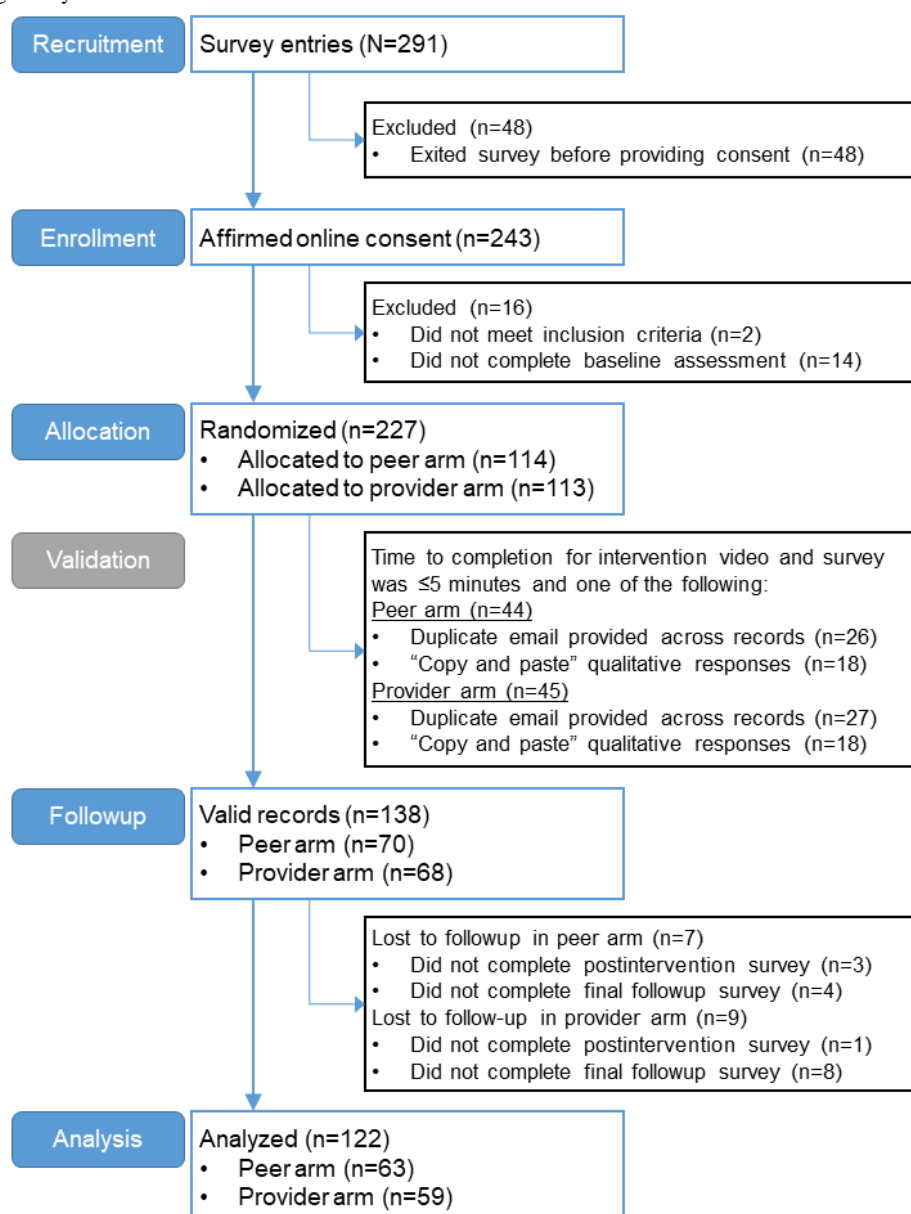 Recruitment
Survey entries (N=291)
Excluded (n=48)
• Exited survey before providing consent (n=48)
Enrollment
Affirmed online consent (n=243)
Excluded (n=16)
• Did not meet inclusion criteria (n=2)
• Did not complete baseline assessment (n=14)
Allocation
Randomized (n=227)
• Allocated to peer arm (n=114)
• Allocated to provider arm (n=113)
Validation
Time to completion for intervention video and survey
was ≤5 minutes and one of the following:
Peer arm (n=44)
• Duplicate email provided across records (n=26)
• “Copy and paste” qualitative responses (n=18)
Provider arm (n=45)
• Duplicate email provided across records (n=27)
• “Copy and paste” qualitative responses (n=18)
Followup
Valid records (n=138)
• Peer arm (n=70)
• Provider arm (n=68)
Lost to followup in peer arm (n=7)
• Did not complete postintervention survey (n=3)
• Did not complete final followup survey (n=4)
Lost to follow-up in provider arm (n=9)
• Did not complete postintervention survey (n=1)
• Did not complete final followup survey (n=8)
Analysis
Analyzed (n=122)
• Peer arm (n=63)
• Provider arm (n=59)